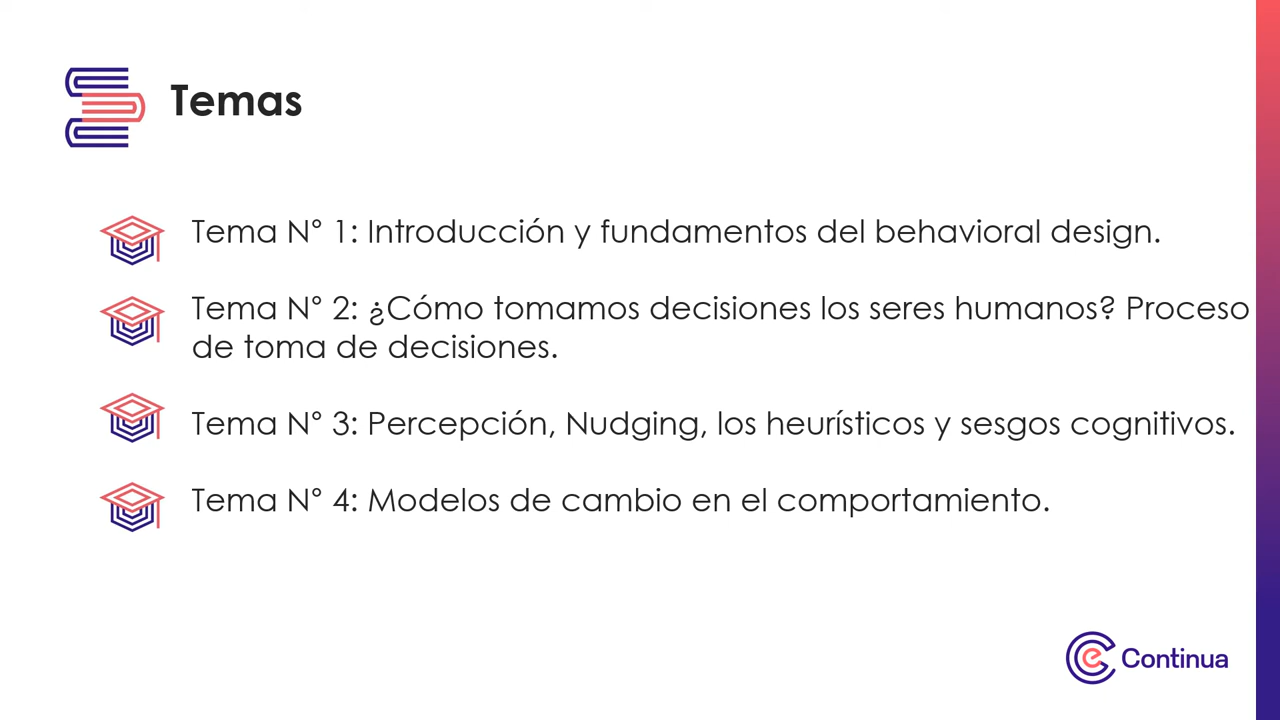 Temas
Tema N° 1: Introducción y fundamentos del behavioral design.
Tema N° 2: ¿Cómo tomamos decisiones los seres humanos? Proceso
de toma de decisiones.
Tema N° 3: Percepción, Nudging, los heurísticos y sesgos cognitivos.
Tema N° 4: Modelos de cambio en el comportamiento.
Continua